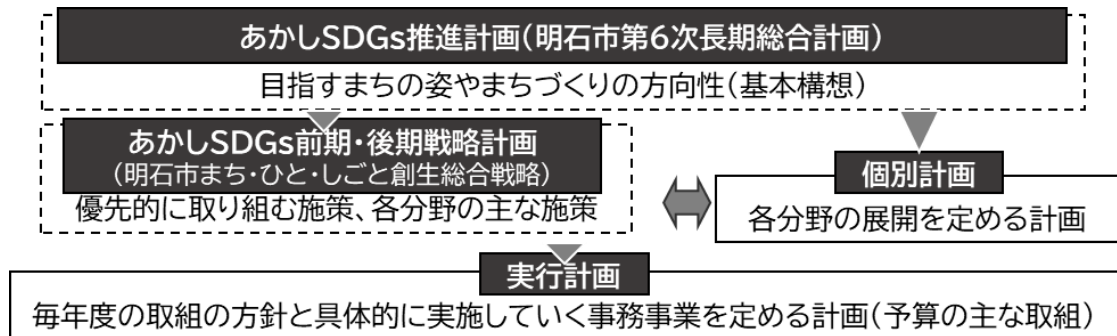 あかしSDGs推進計画(明石市第6次長期総合計画)
目指すまちの姿やまちづくりの方向性(基本構想)
あかしSDGs前期・後期戦略計画
(明石市まち・ひと・しごと創生総合戦略)
優先的に取り組む施策、各分野の主な施策
個別計画
各分野の展開を定める計画
実行計画
毎年度の取組の方針と具体的に実施していく事務事業を定める計画(予算の主な取組)